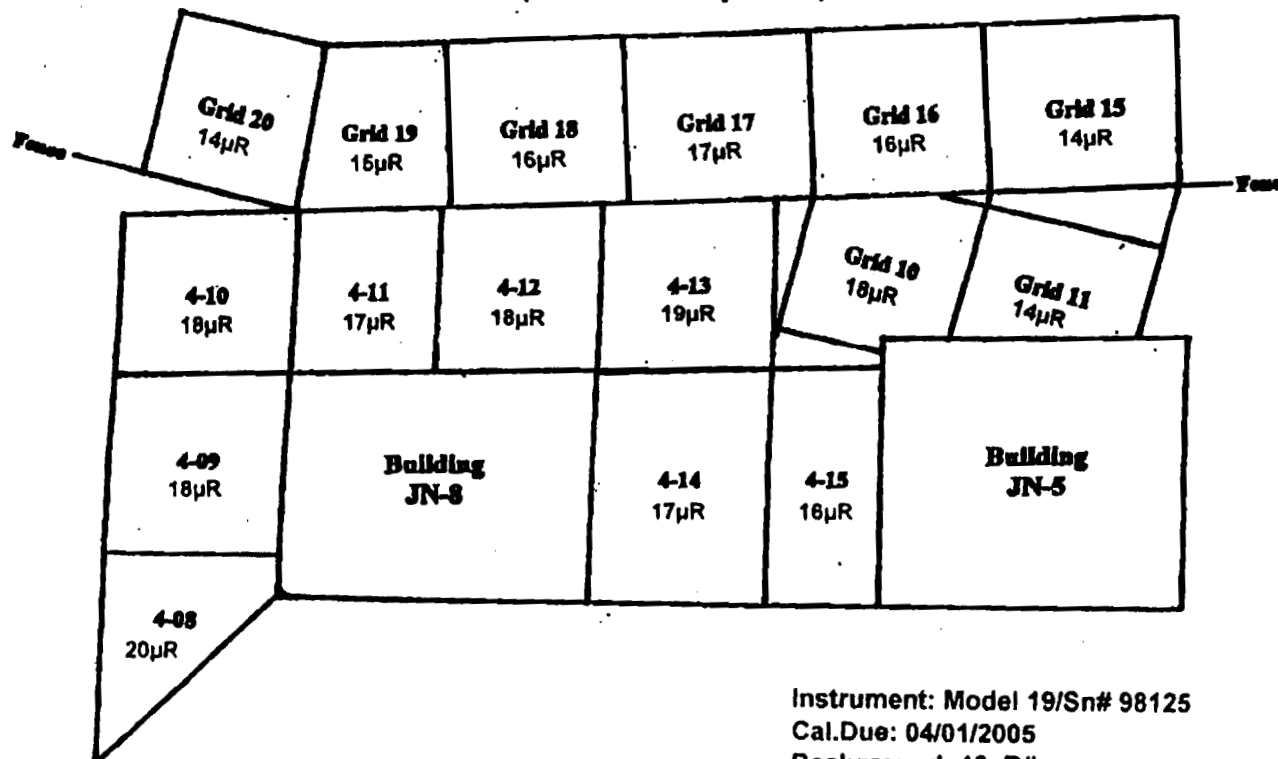 Grid 20
14µR
Grid 19
15µR
Grid 18
16µR
Grid 17
17µR
Grid 16
16µR
Grid 15
14µR
Fence
4-10
18µR
4-11
17µR
4-12
18µR
4-13
19µR
Grid 10
18µR
Grid 11
14µR
4-09
18µR
Building
JN-8
4-14
17µR
4-15
16µR
Building
JN-5
4-08
20µR
Instrument: Model 19/Sn# 98125
Cal.Due: 04/01/2005